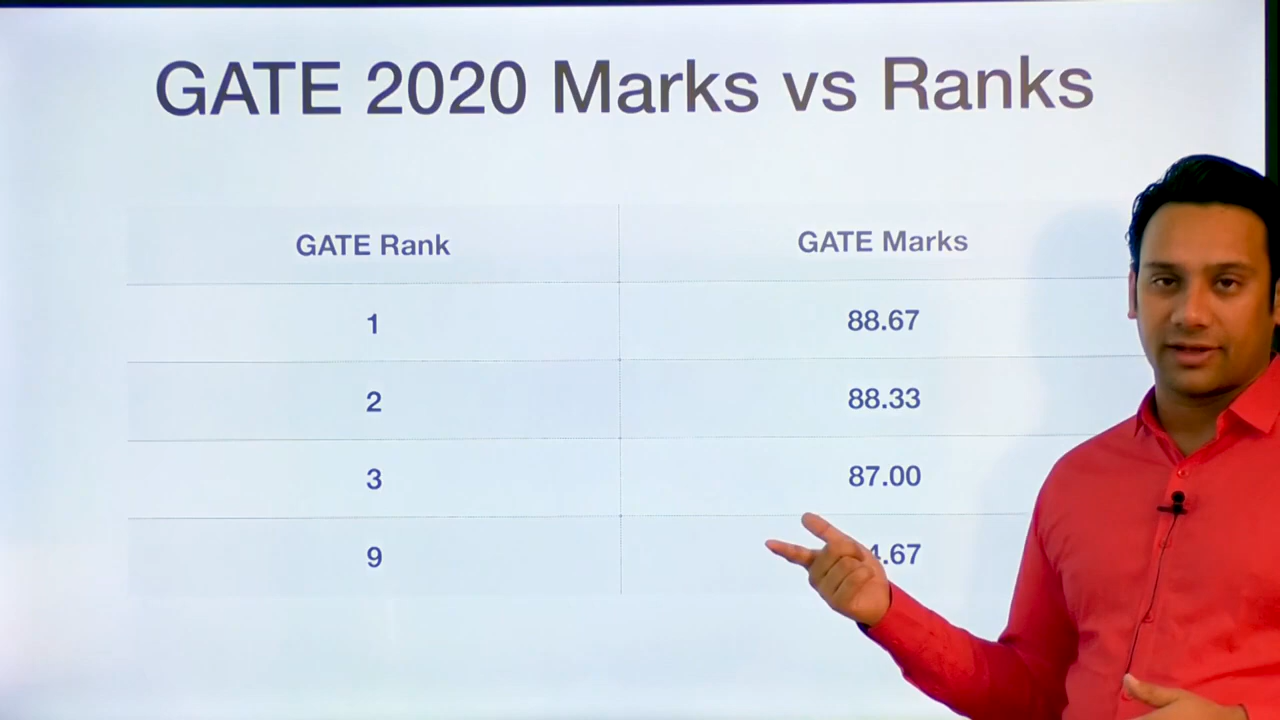 GATE 2020 Marks vs Ranks
GATE Rank GATE Marks
1 88.67
2 88.33
3 87.00
9